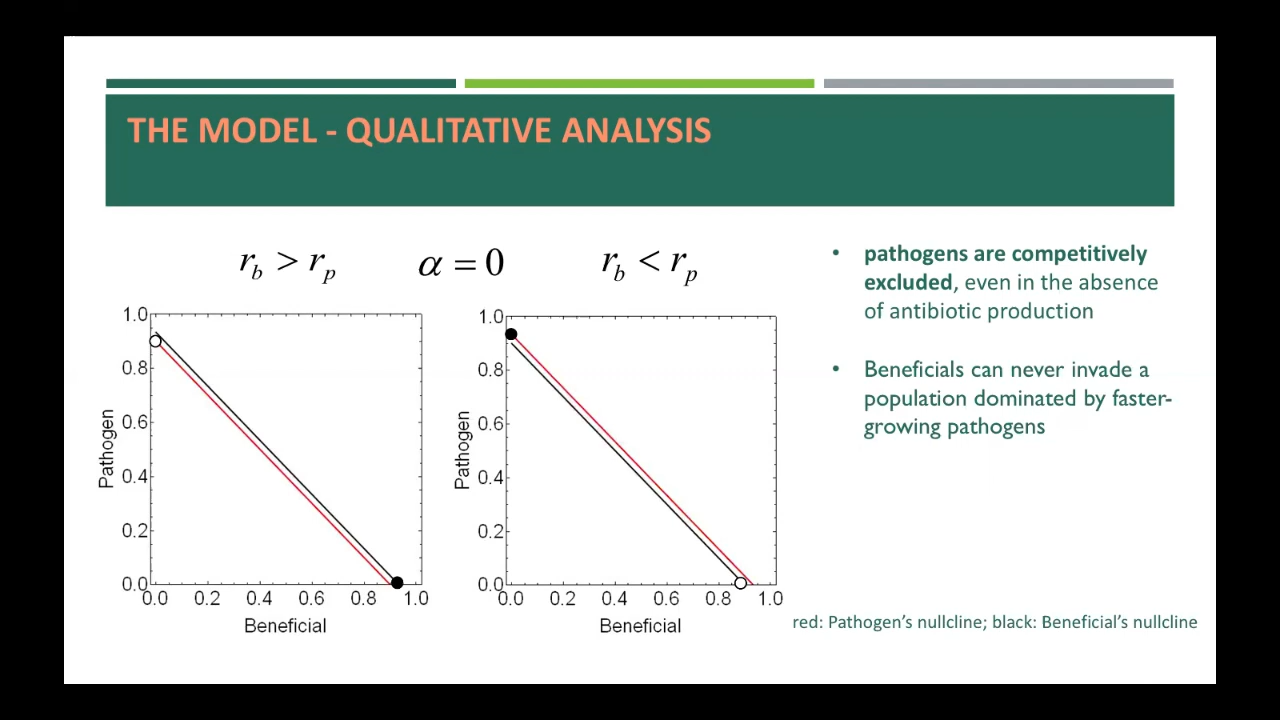 THE MODEL - QUALITATIVE ANALYSIS
r_b > r_p
α = 0
r_b < r_p
1.0
0.8
0.6
0.4
0.2
0.0
Pathogen
0.0 0.2 0.4 0.6 0.8 1.0
Beneficial
1.0
0.8
0.6
0.4
0.2
0.0
Pathogen
0.0 0.2 0.4 0.6 0.8 1.0
Beneficial
• pathogens are competitively
excluded, even in the absence
of antibiotic production
• Beneficials can never invade a
population dominated by faster-
growing pathogens
red: Pathogen’s nullcline; black: Beneficial’s nullcline